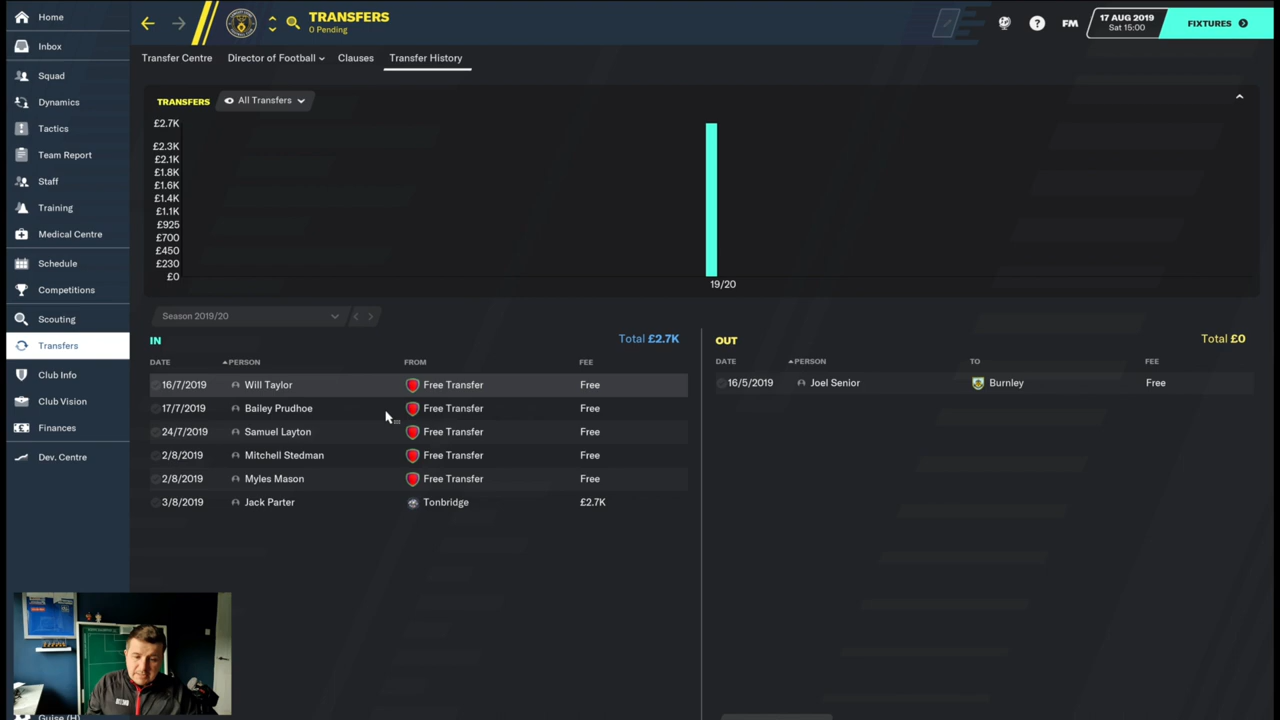 Home
Inbox
Squad
Dynamics
Tactics
Team Report
Staff
Training
Medical Centre
Schedule
Competitions
Scouting
Transfers
Club Info
Club Vision
Finances
Dev. Centre
TRANSFERS
0 Pending
FM
17 AUG 2019
Sat 15:00
FIXTURES
Transfer Centre
Director of Football
Clauses
Transfer History
TRANSFERS
All Transfers
£2.7K
£2.3K
£2.1K
£1.8K
£1.6K
£1.4K
£1.1K
£925
£700
£450
£230
£0
19/20
Season 2019/20
IN Total £2.7K
DATE PERSON FROM FEE
16/7/2019 Will Taylor Free Transfer Free
17/7/2019 Bailey Prudhoe Free Transfer Free
24/7/2019 Samuel Layton Free Transfer Free
2/8/2019 Mitchell Stedman Free Transfer Free
2/8/2019 Myles Mason Free Transfer Free
3/8/2019 Jack Parter Tonbridge £2.7K
OUT Total £0
DATE PERSON TO FEE
16/5/2019 Joel Senior Burnley Free
Guise (H)